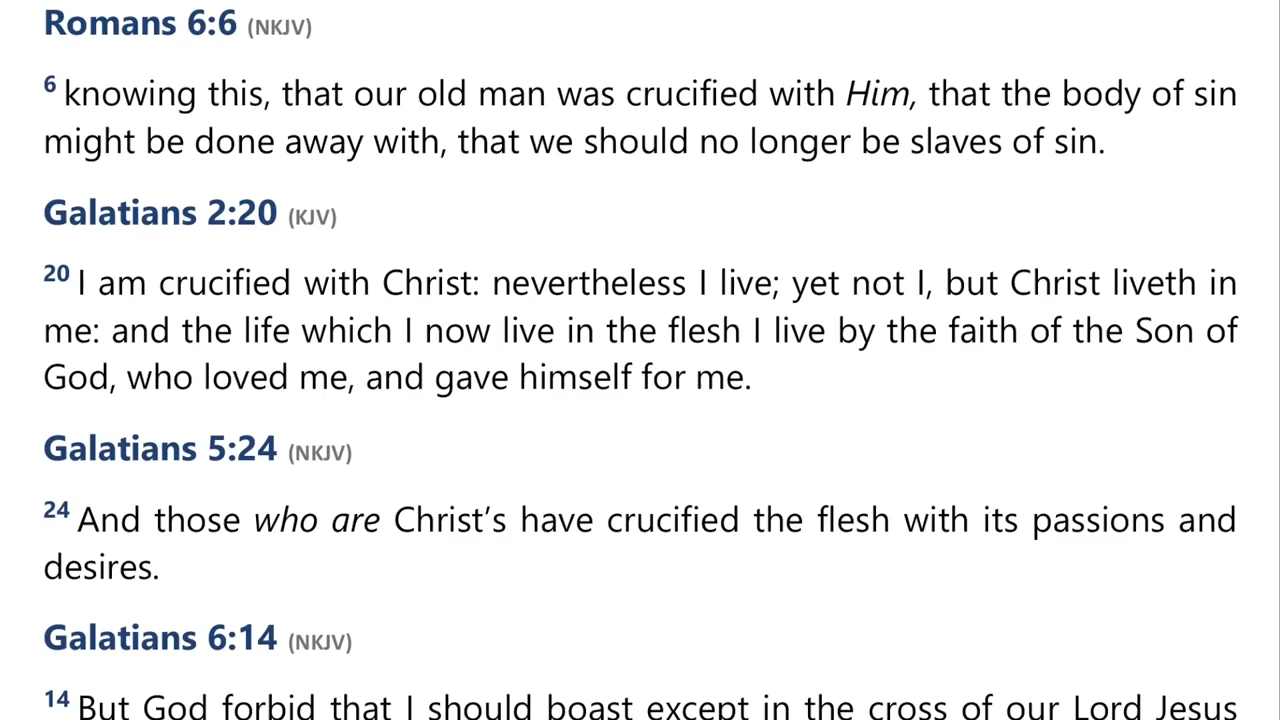 Romans 6:6 (NKJV)
6 knowing this, that our old man was crucified with Him, that the body of sin
might be done away with, that we should no longer be slaves of sin.
Galatians 2:20 (KJV)
20 I am crucified with Christ: nevertheless I live; yet not I, but Christ liveth in
me: and the life which I now live in the flesh I live by the faith of the Son of
God, who loved me, and gave himself for me.
Galatians 5:24 (NKJV)
24 And those who are Christ’s have crucified the flesh with its passions and
desires.
Galatians 6:14 (NKJV)
14 But God forbid that I should boast except in the cross of our Lord Jesus